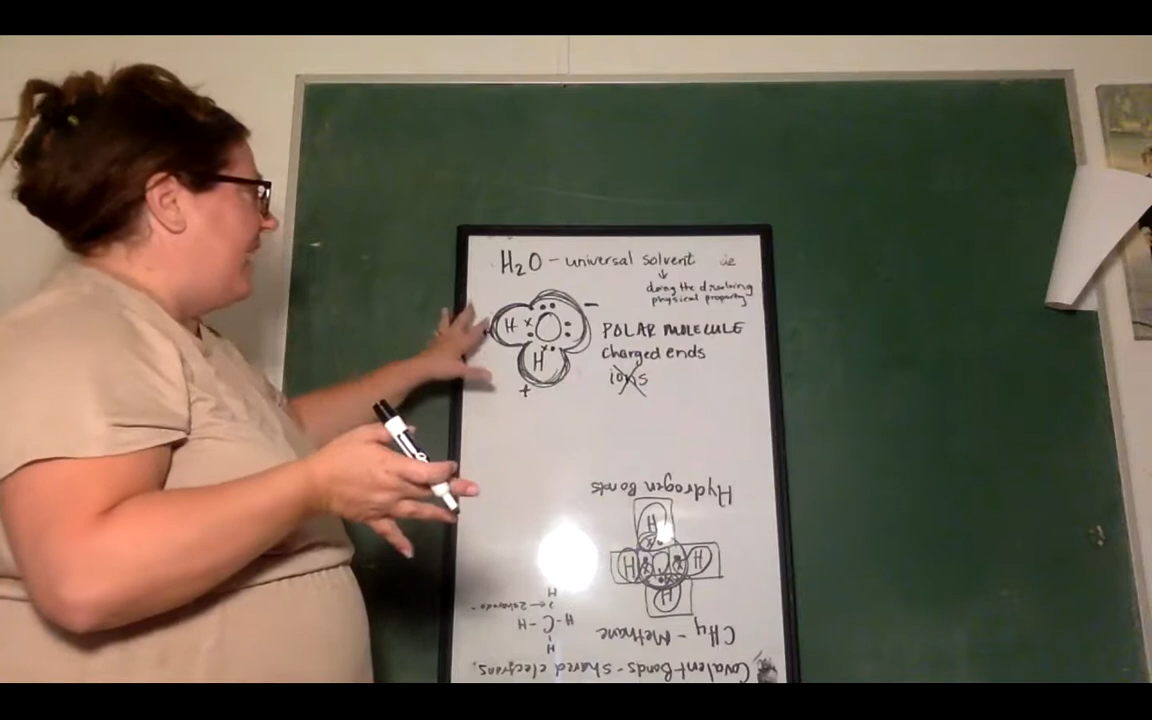 H2O - universal solvent ie
doing the dissolving
physical property
POLAR MOLECULE
charged ends
ions
H x O
H
+
−
Covalent Bonds - shared electrons.
CH4 - Methane
H
H - C - H
H
H
H C H
H
Hydrogen Bonds